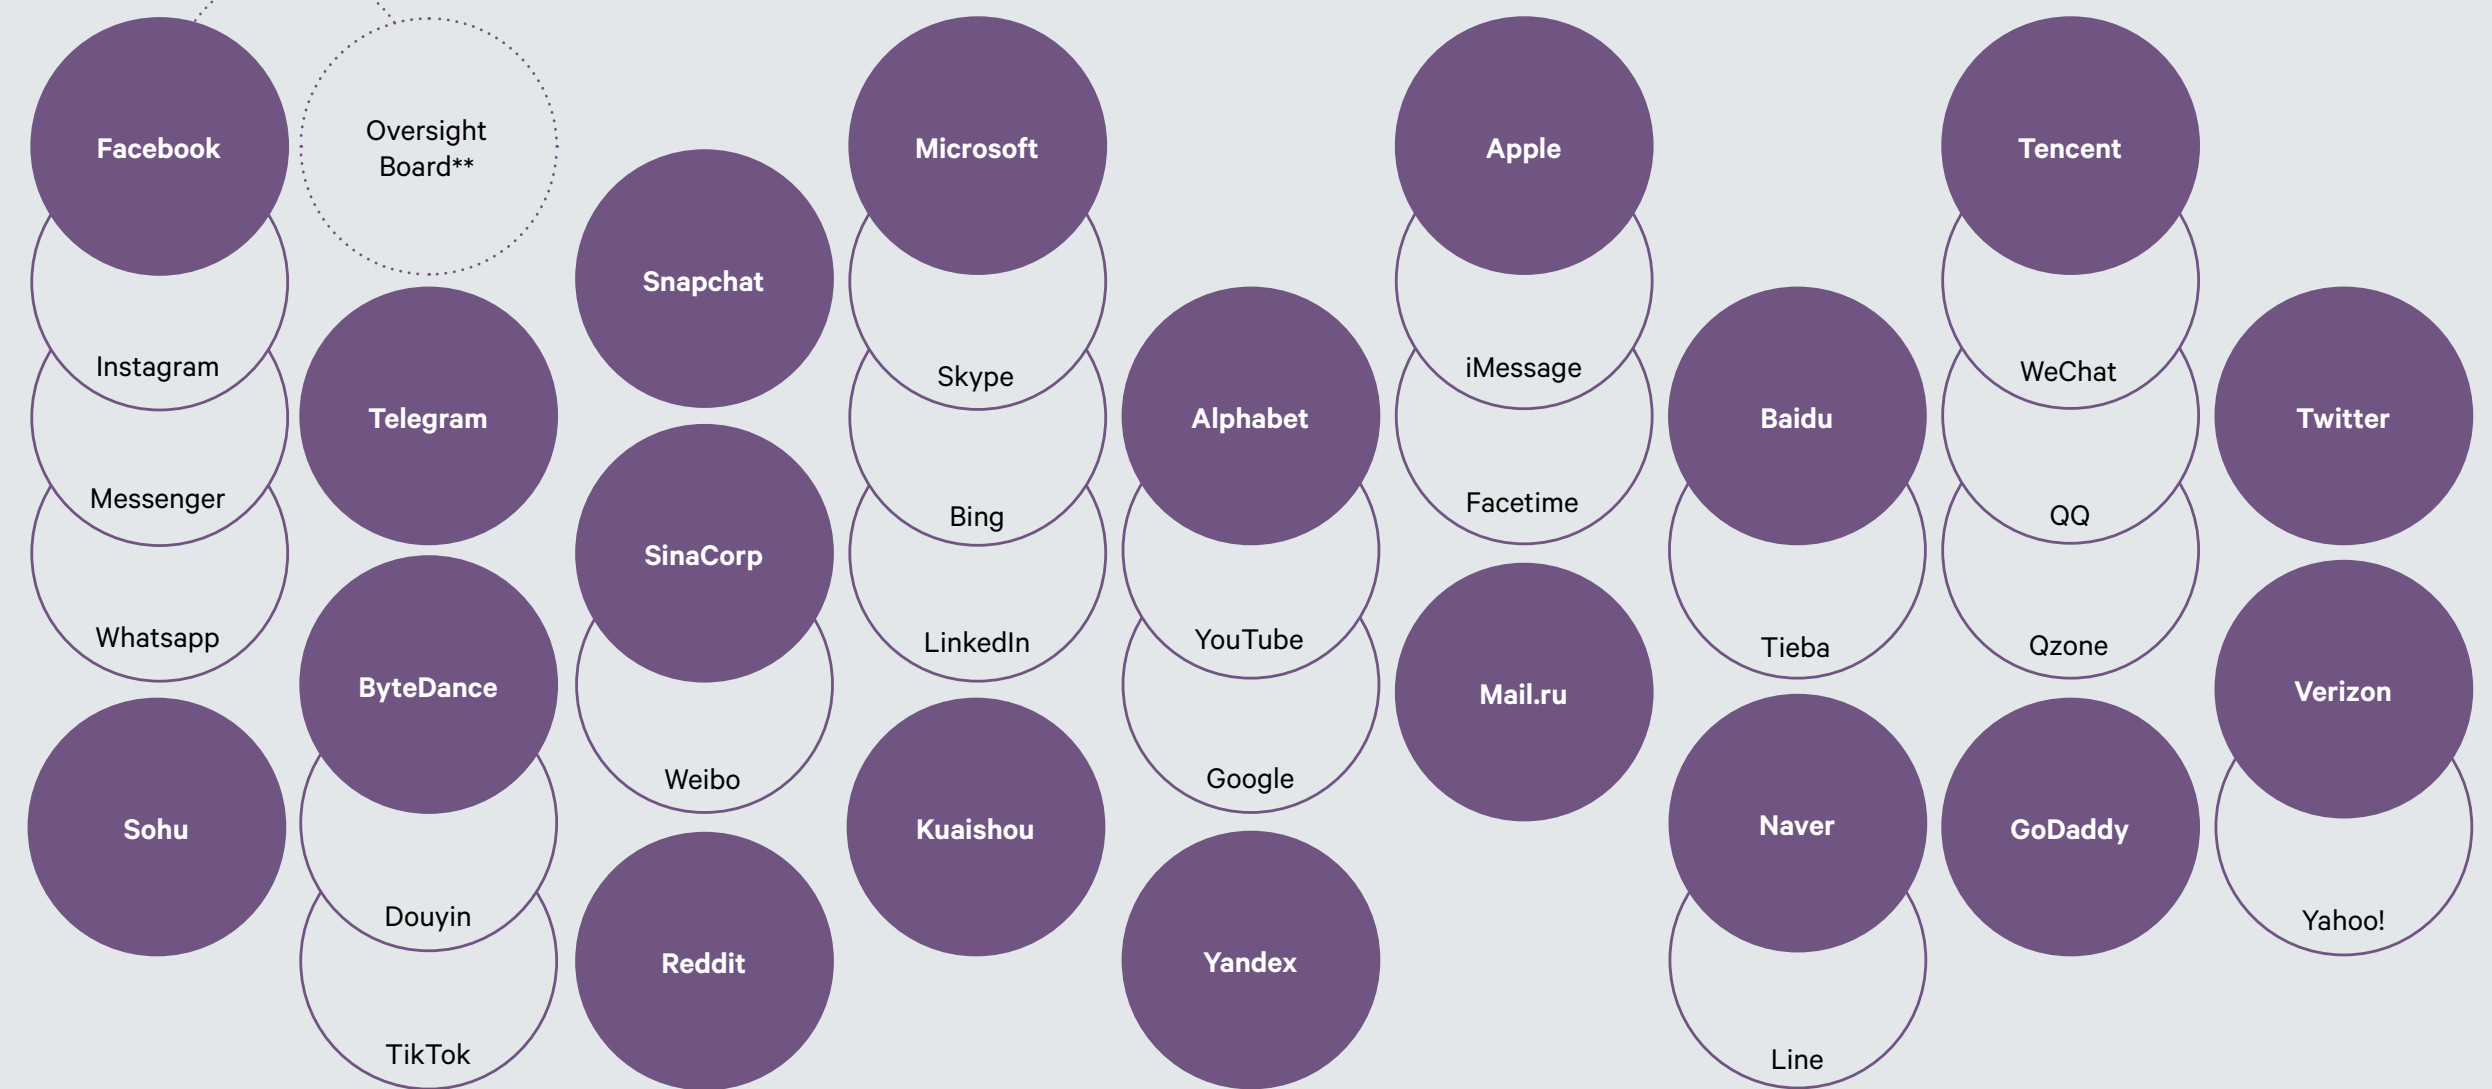 Facebook
Instagram
Messenger
Whatsapp
Sohu
Oversight
Board**
Telegram
ByteDance
Douyin
TikTok
Snapchat
SinaCorp
Weibo
Reddit
Microsoft
Skype
Bing
LinkedIn
Kuaishou
Alphabet
YouTube
Google
Yandex
Apple
iMessage
Facetime
Mail.ru
Baidu
Tieba
Naver
Line
Tencent
WeChat
QQ
Qzone
GoDaddy
Twitter
Verizon
Yahoo!